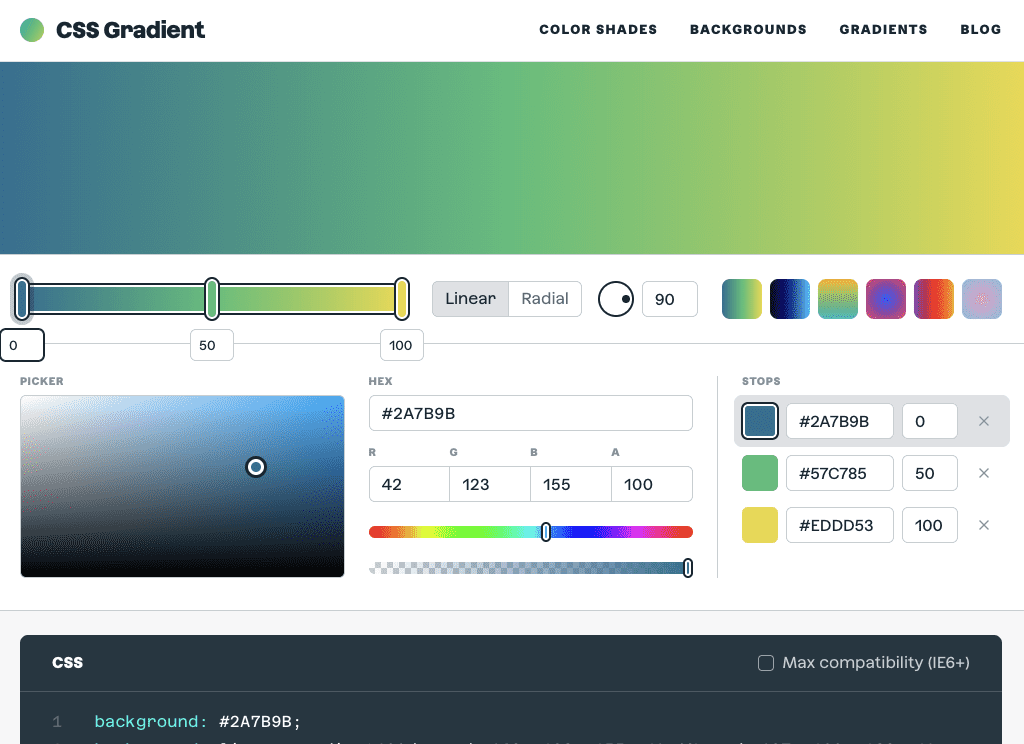 CSS Gradient
COLOR SHADES BACKGROUNDS GRADIENTS BLOG
Linear Radial 90
0 50 100
PICKER
HEX
#2A7B9B
R G B A
42 123 155 100
STOPS
#2A7B9B 0 ×
#57C785 50 ×
#EDDD53 100 ×
CSS
Max compatibility (IE6+)
1 background: #2A7B9B;